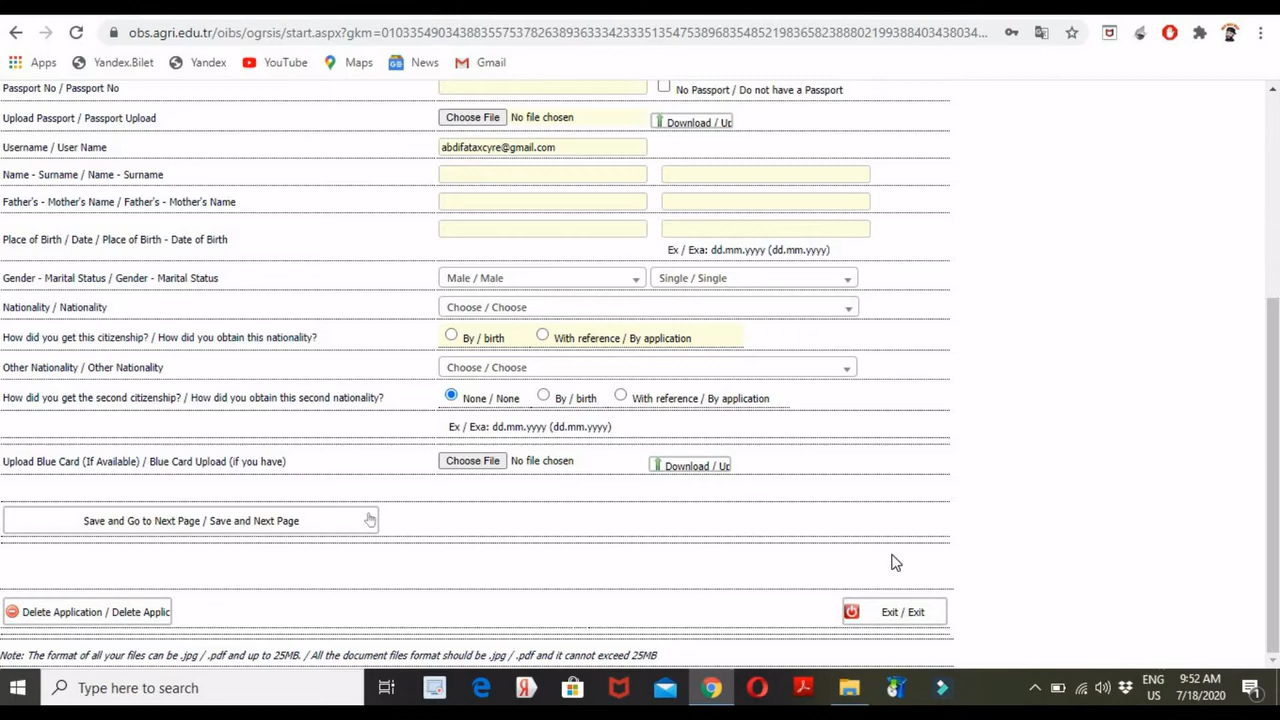 obs.agri.edu.tr/oibs/ogrsis/start.aspx?gkm=
Apps Yandex.Bilet Yandex YouTube Maps News Gmail
Passport No / Passport No No Passport / Do not have a Passport
Upload Passport / Passport Upload Choose File No file chosen Download / Up
Username / User Name abdifataxcyre@gmail.com
Name - Surname / Name - Surname
Father's - Mother's Name / Father's - Mother's Name
Place of Birth / Date / Place of Birth - Date of Birth
Ex / Exa: dd.mm.yyyy (dd.mm.yyyy)
Gender - Marital Status / Gender - Marital Status Male / Male Single / Single
Nationality / Nationality Choose / Choose
How did you get this citizenship? / How did you obtain this nationality? By / birth With reference / By application
Other Nationality / Other Nationality Choose / Choose
How did you get the second citizenship? / How did you obtain this second nationality? None / None By / birth With reference / By application
Ex / Exa: dd.mm.yyyy (dd.mm.yyyy)
Upload Blue Card (If Available) / Blue Card Upload (if you have) Choose File No file chosen Download / Up
Save and Go to Next Page / Save and Next Page
Delete Application / Delete Applic Exit / Exit
Note: The format of all your files can be .jpg / .pdf and up to 25MB. / All the document files format should be .jpg / .pdf and it cannot exceed 25MB
Type here to search ENG 9:52 AM
US 7/18/2020